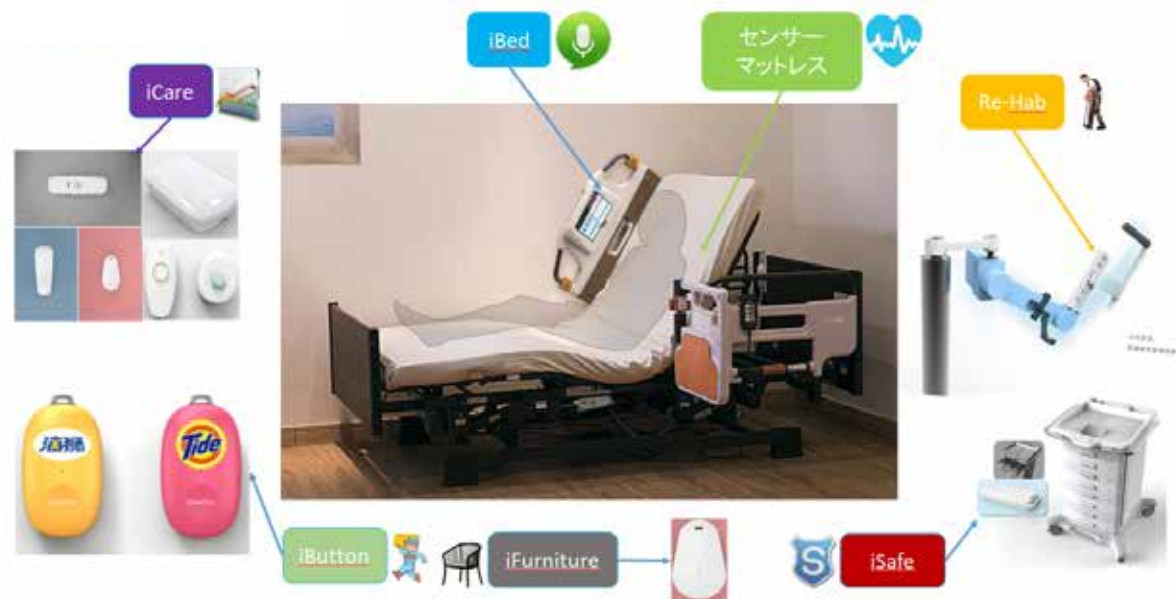 iBed
センサー
マットレス
iCare
Re-Hab
Tide
iButton
iFurniture
S
iSafe